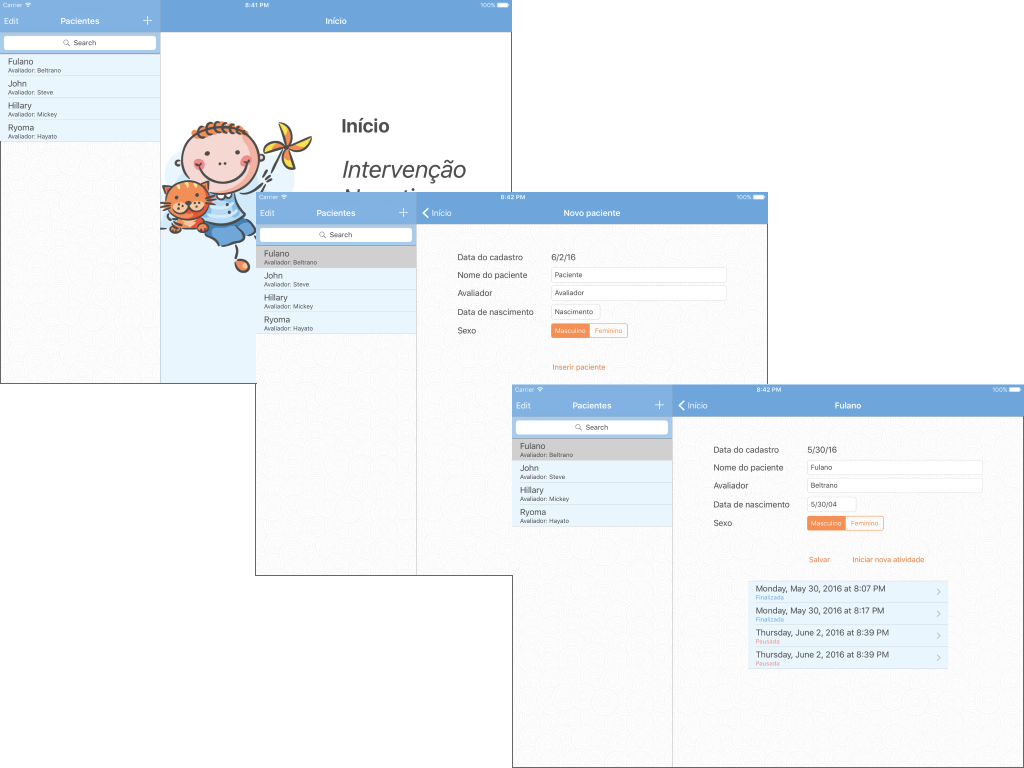 Carrier 8:41 PM 100%
Edit Pacientes + Início
Search
Fulano
Avaliador: Beltrano
John
Avaliador: Steve
Hillary
Avaliador: Mickey
Ryoma
Avaliador: Hayato
Início
Intervenção
Carrier 8:42 PM 100%
Edit Pacientes + Início Novo paciente
Search
Fulano
Avaliador: Beltrano
John
Avaliador: Steve
Hillary
Avaliador: Mickey
Ryoma
Avaliador: Hayato
Data do cadastro 6/2/16
Nome do paciente Paciente
Avaliador Avaliador
Data de nascimento Nascimento
Sexo Masculino Feminino
Inserir paciente
Carrier 8:42 PM 100%
Edit Pacientes + Início Fulano
Search
Fulano
Avaliador: Beltrano
John
Avaliador: Steve
Hillary
Avaliador: Mickey
Ryoma
Avaliador: Hayato
Data do cadastro 5/30/16
Nome do paciente Fulano
Avaliador Beltrano
Data de nascimento 5/30/04
Sexo Masculino Feminino
Salvar Iniciar nova atividade
Monday, May 30, 2016 at 8:07 PM
Finalizada
Monday, May 30, 2016 at 8:17 PM
Finalizada
Thursday, June 2, 2016 at 8:39 PM
Pausada
Thursday, June 2, 2016 at 8:39 PM
Pausada